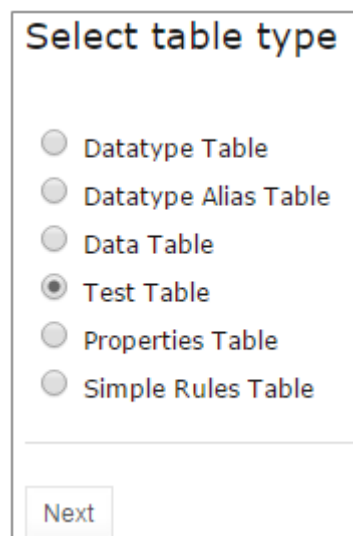 Select table type
Datatype Table
Datatype Alias Table
Data Table
Test Table
Properties Table
Simple Rules Table
Next